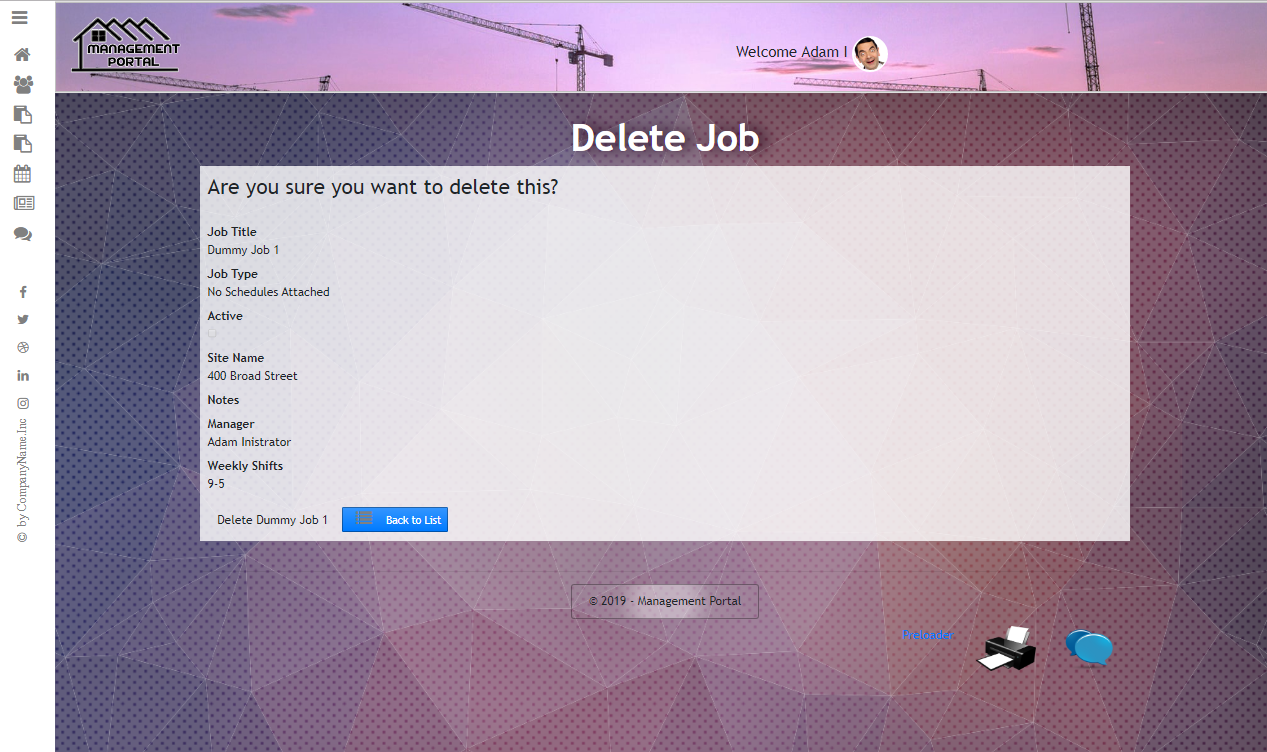 MANAGEMENT
PORTAL
Welcome Adam I
Delete Job
Are you sure you want to delete this?
Job Title
Dummy Job 1
Job Type
No Schedules Attached
Active
Site Name
400 Broad Street
Notes
Manager
Adam Inistrator
Weekly Shifts
9-5
Delete Dummy Job 1
Back to List
© by CompanyName.Inc
© 2019 - Management Portal
Preloader